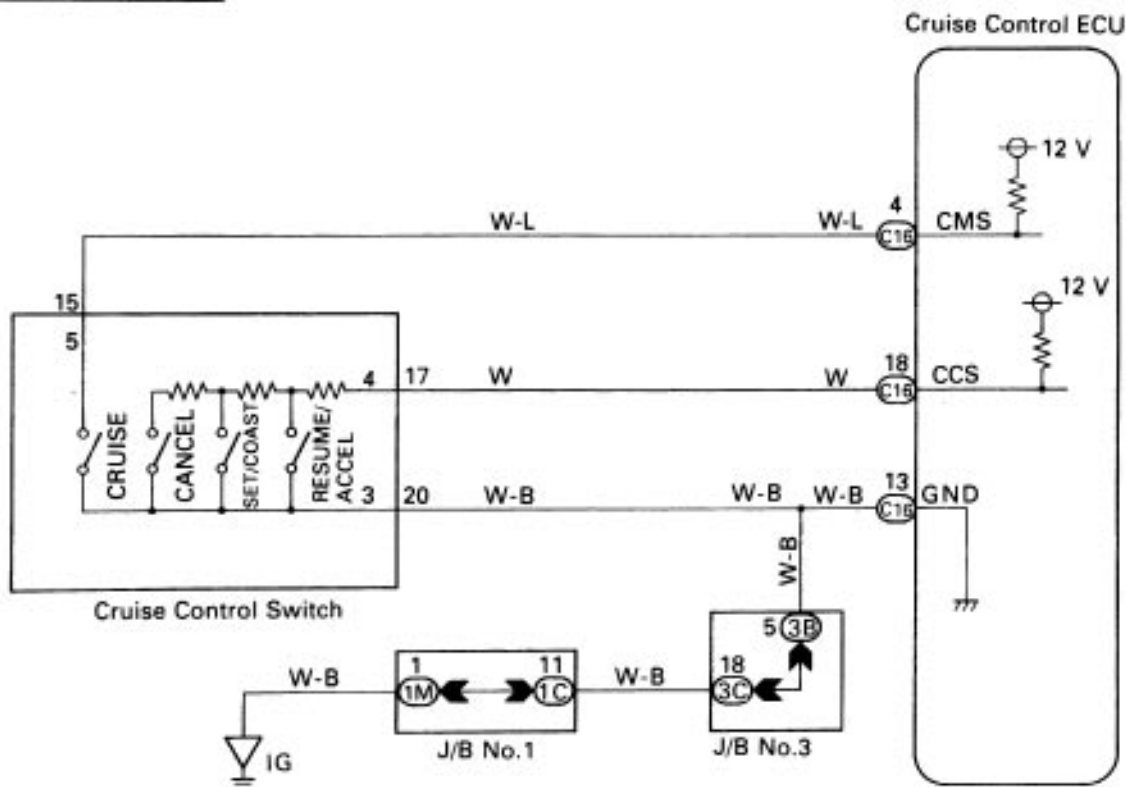 Cruise Control ECU
12 V
4
W-L W-L C16 CMS
12 V
15
5
18
4 17 W W C16 CCS
CRUISE
CANCEL
SET/COAST
RESUME/
ACCEL
13
3 20 W-B W-B W-B C16 GND
W-B
Cruise Control Switch
5 3B
1 11 18
W-B 1M 1C W-B 3C
J/B No.1 J/B No.3
IG